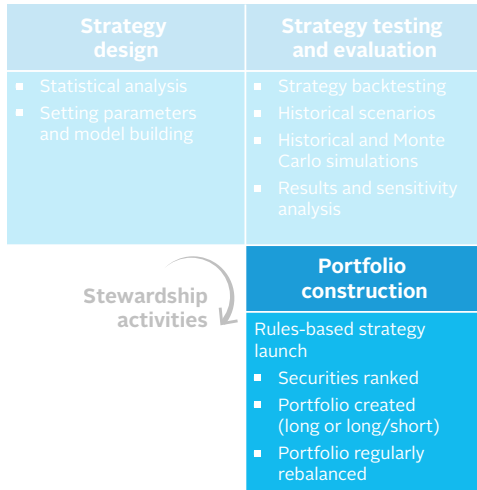 Strategy
design
■ Statistical analysis
■ Setting parameters
and model building
Strategy testing
and evaluation
■ Strategy backtesting
■ Historical scenarios
■ Historical and Monte
Carlo simulations
■ Results and sensitivity
analysis
Stewardship
activities
Portfolio
construction
Rules-based strategy
launch
■ Securities ranked
■ Portfolio created
(long or long/short)
■ Portfolio regularly
rebalanced